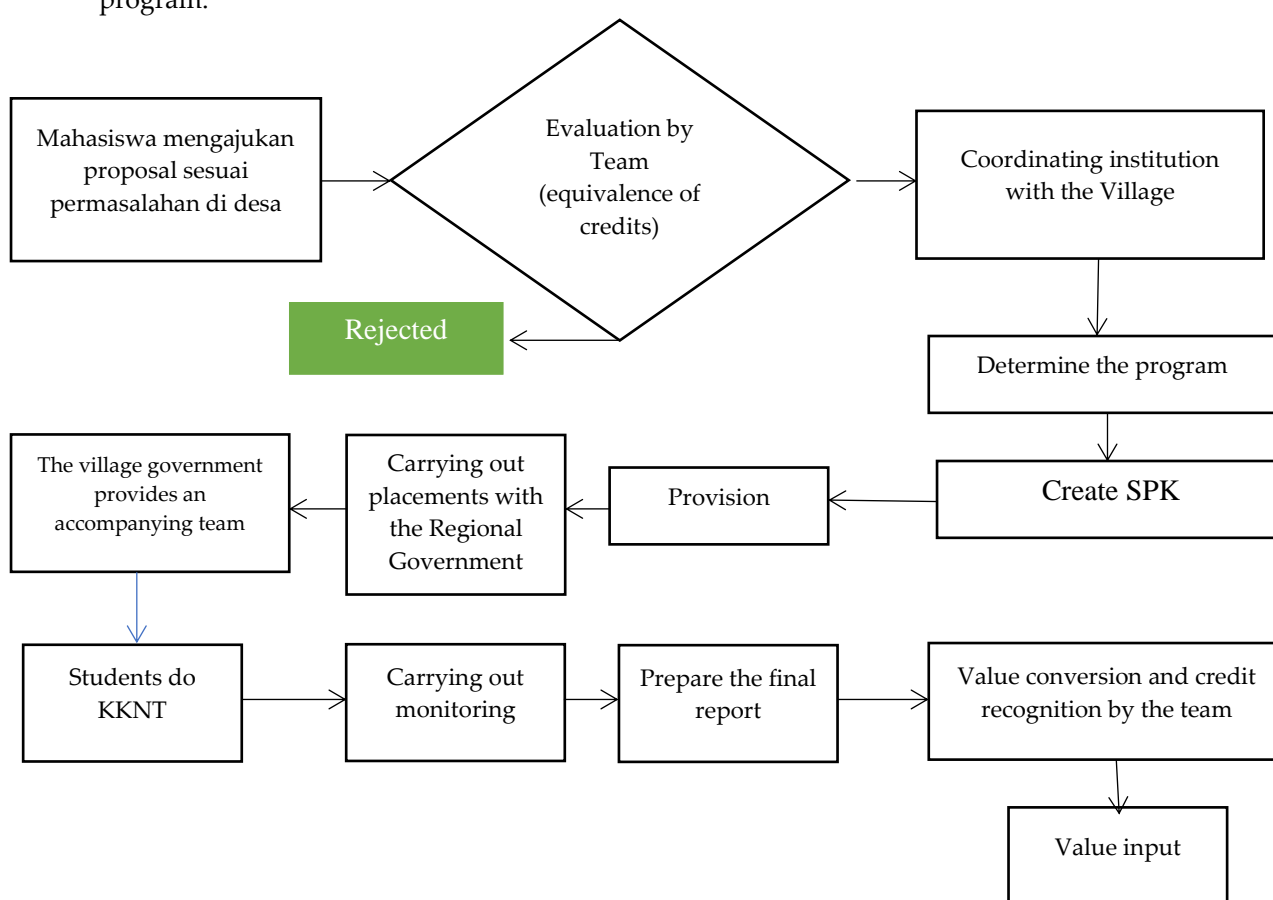 program.
Mahasiswa mengajukan
proposal sesuai
permasalahan di desa
Evaluation by
Team
(equivalence of
credits)
Coordinating institution
with the Village
Rejected
Determine the program
Create SPK
Provision
Carrying out
placements with
the Regional
Government
The village government
provides an
accompanying team
Students do
KKNT
Carrying out
monitoring
Prepare the final
report
Value conversion and credit
recognition by the team
Value input